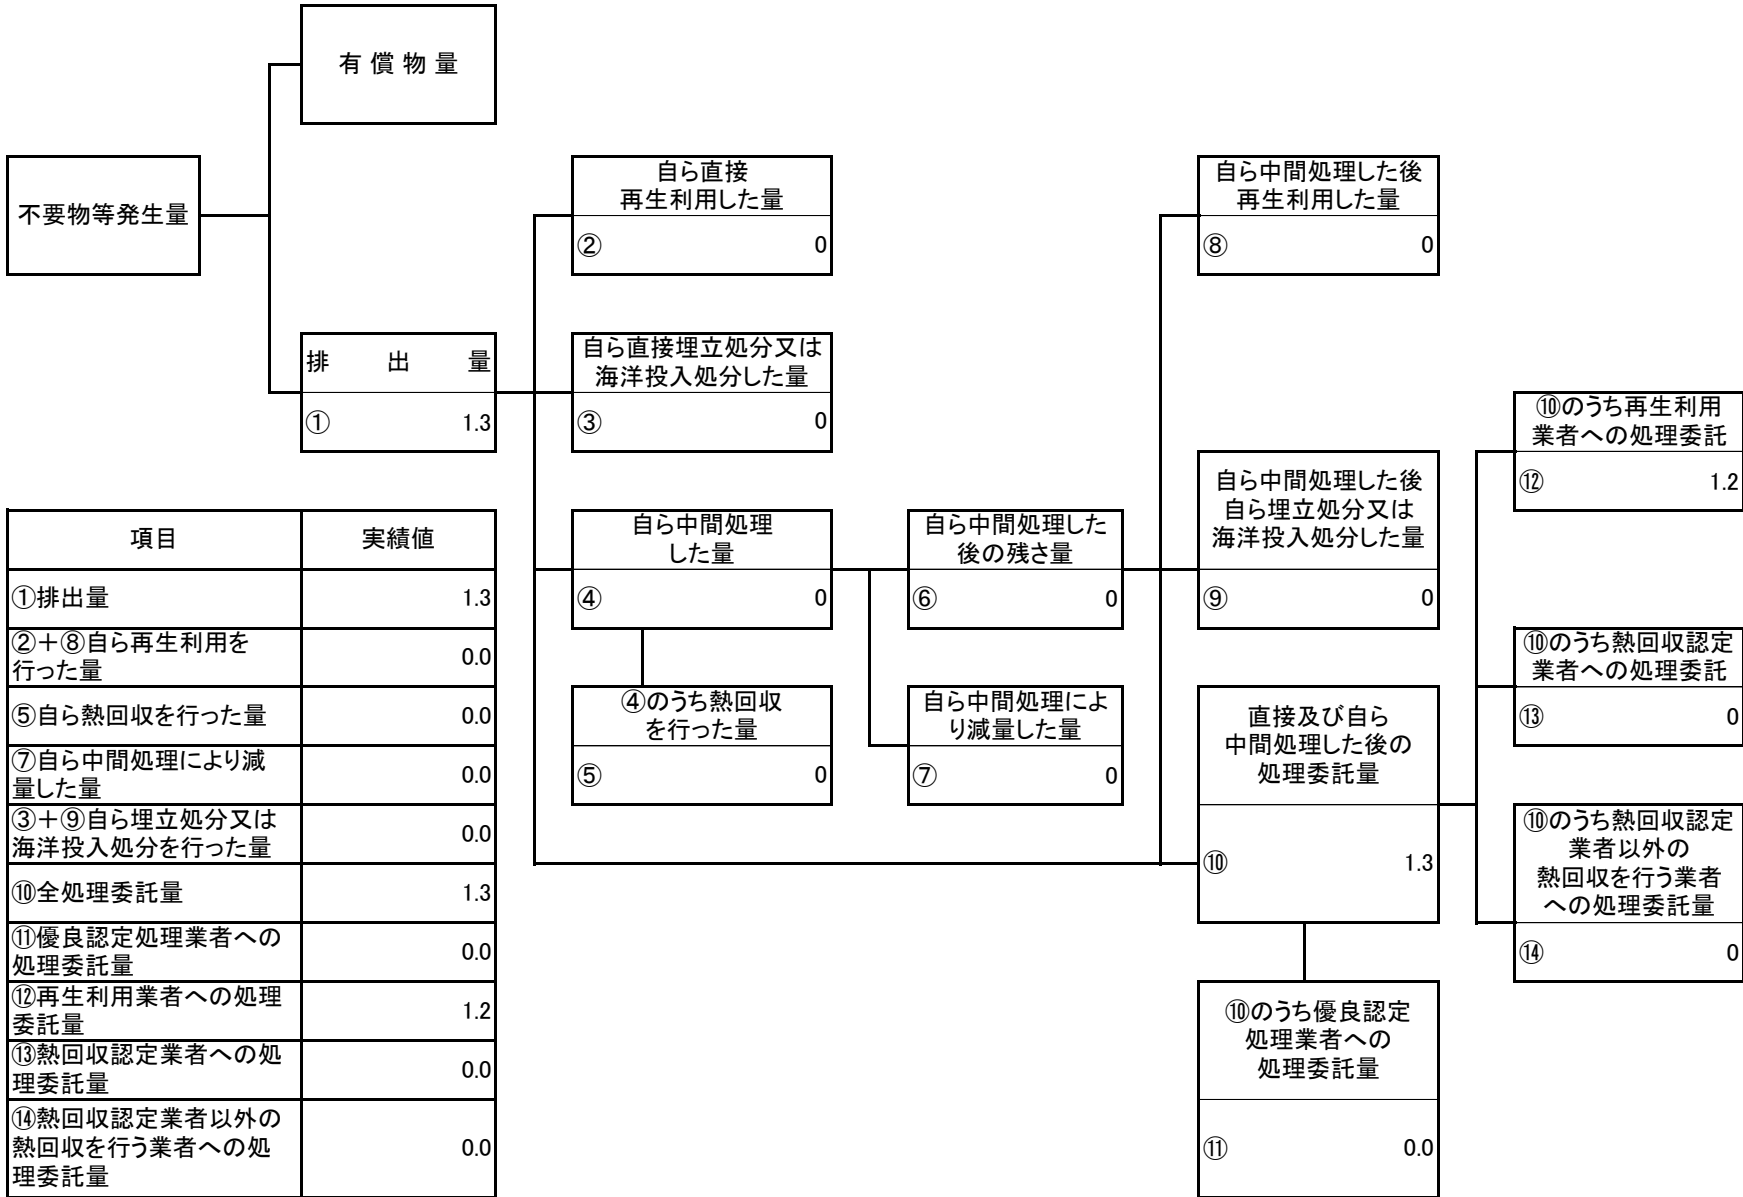 有 償 物 量
不要物等発生量
自ら直接
再生利用した量
② 0
自ら中間処理した後
再生利用した量
⑧ 0
排 出 量
① 1.3
自ら直接埋立処分又は
海洋投入処分した量
③ 0
⑩のうち再生利用
業者への処理委託
⑫ 1.2
自ら中間処理
した量
④ 0
自ら中間処理した
後の残さ量
⑥ 0
自ら中間処理した後
自ら埋立処分又は
海洋投入処分した量
⑨ 0
⑩のうち熱回収認定
業者への処理委託
⑬ 0
④のうち熱回収
を行った量
⑤ 0
自ら中間処理によ
り減量した量
⑦ 0
直接及び自ら
中間処理した後の
処理委託量
⑩ 1.3
⑩のうち熱回収認定
業者以外の
熱回収を行う業者
への処理委託量
⑭ 0
⑩のうち優良認定
処理業者への
処理委託量
⑪ 0.0
項目 実績値
①排出量 1.3
②＋⑧自ら再生利用を
行った量 0.0
⑤自ら熱回収を行った量 0.0
⑦自ら中間処理により減
量した量 0.0
③＋⑨自ら埋立処分又は
海洋投入処分を行った量 0.0
⑩全処理委託量 1.3
⑪優良認定処理業者への
処理委託量 0.0
⑫再生利用業者への処理
委託量 1.2
⑬熱回収認定業者への処
理委託量 0.0
⑭熱回収認定業者以外の
熱回収を行う業者への処 0.0
理委託量